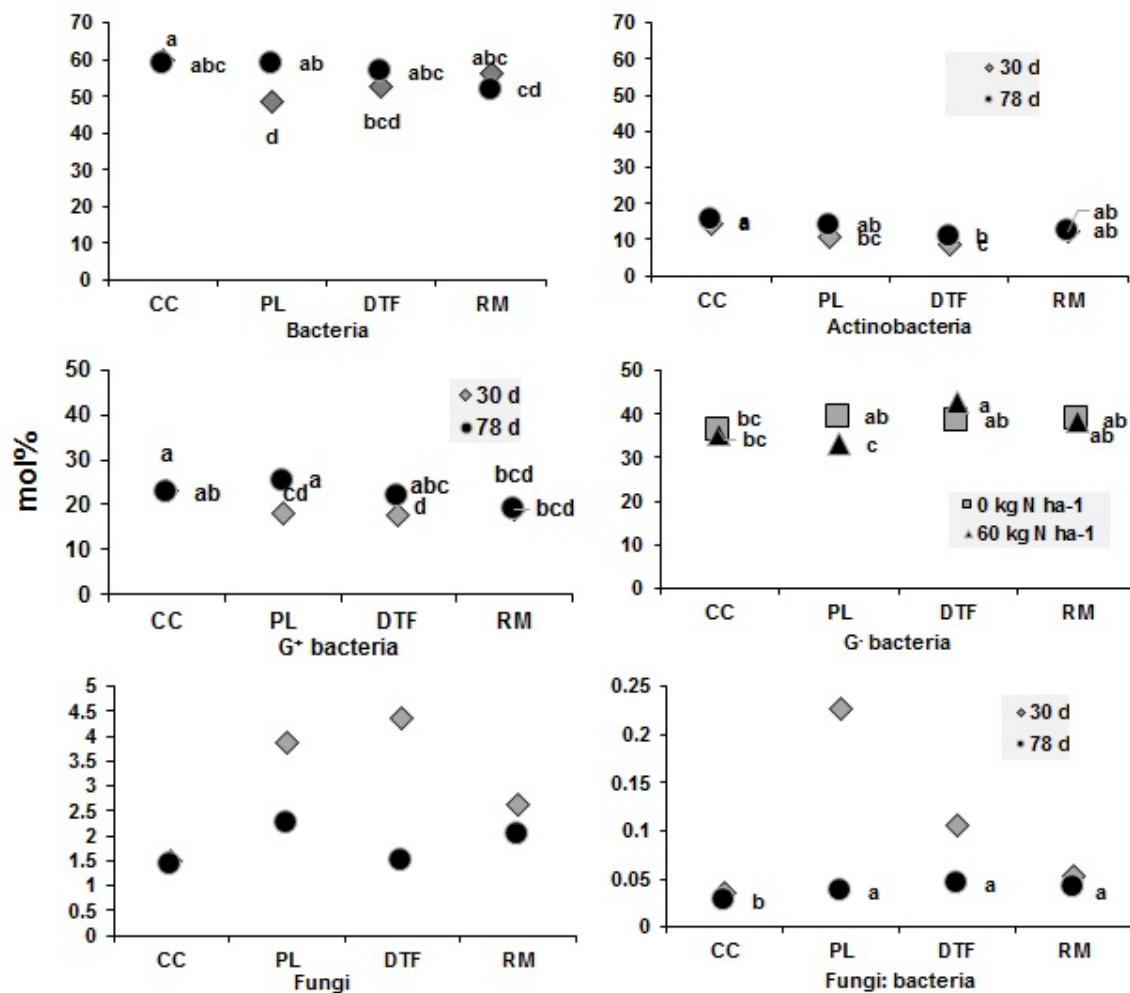 mol%
70
60
50
40
30
20
10
0
a
abc
ab
abc
abc
d
bcd
cd
CC PL DTF RM
Bacteria
70
60
50
40
30
20
10
0
30 d
78 d
a
ab
bc
b
c
ab
ab
CC PL DTF RM
Actinobacteria
50
40
30
20
10
0
30 d
78 d
a
ab
a
cd
abc
d
bcd
bcd
CC PL DTF RM
G+ bacteria
50
40
30
20
10
0
bc
bc
ab
c
a
ab
ab
ab
0 kg N ha-1
60 kg N ha-1
CC PL DTF RM
G- bacteria
5
4.5
4
3.5
3
2.5
2
1.5
1
0.5
0
CC PL DTF RM
Fungi
0.25
0.2
0.15
0.1
0.05
0
30 d
78 d
b
a
a
a
CC PL DTF RM
Fungi: bacteria